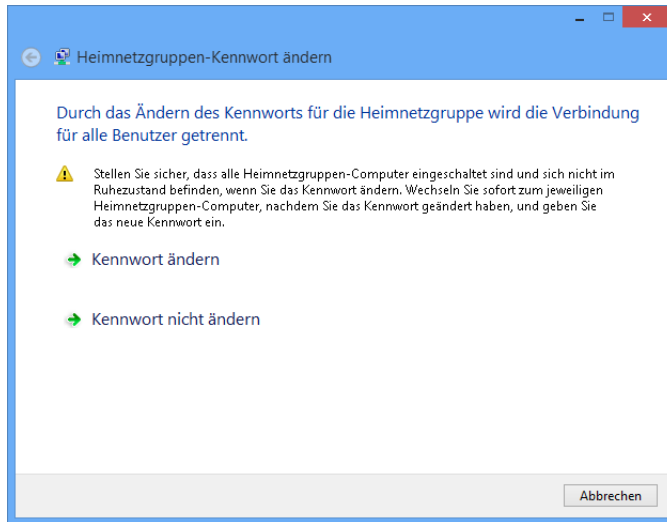 Heimnetzgruppen-Kennwort ändern
Durch das Ändern des Kennworts für die Heimnetzgruppe wird die Verbindung
für alle Benutzer getrennt.
Stellen Sie sicher, dass alle Heimnetzgruppen-Computer eingeschaltet sind und sich nicht im
Ruhezustand befinden, wenn Sie das Kennwort ändern. Wechseln Sie sofort zum jeweiligen
Heimnetzgruppen-Computer, nachdem Sie das Kennwort geändert haben, und geben Sie
das neue Kennwort ein.
Kennwort ändern
Kennwort nicht ändern
Abbrechen